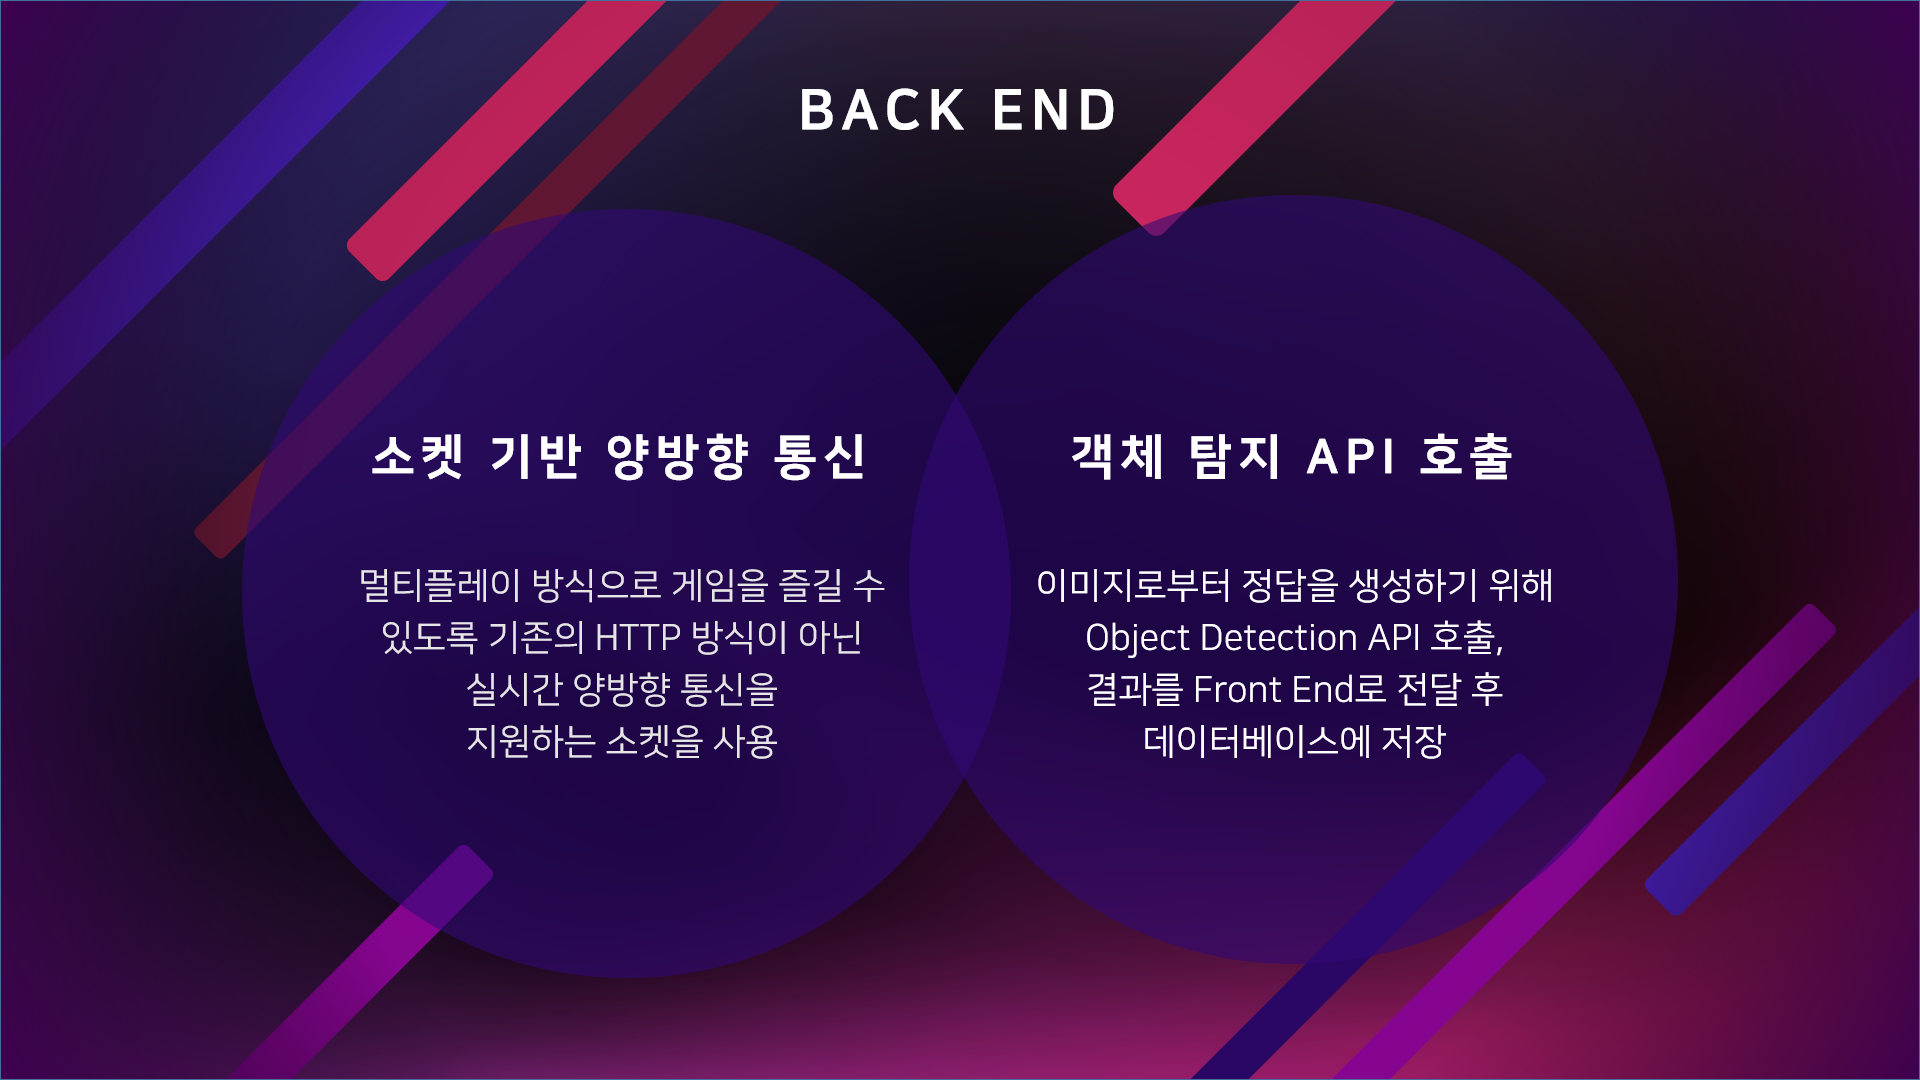 BACK END
소켓 기반 양방향 통신
멀티플레이 방식으로 게임을 즐길 수
있도록 기존의 HTTP 방식이 아닌
실시간 양방향 통신을
지원하는 소켓을 사용
객체 탐지 API 호출
이미지로부터 정답을 생성하기 위해
Object Detection API 호출,
결과를 Front End로 전달 후
데이터베이스에 저장